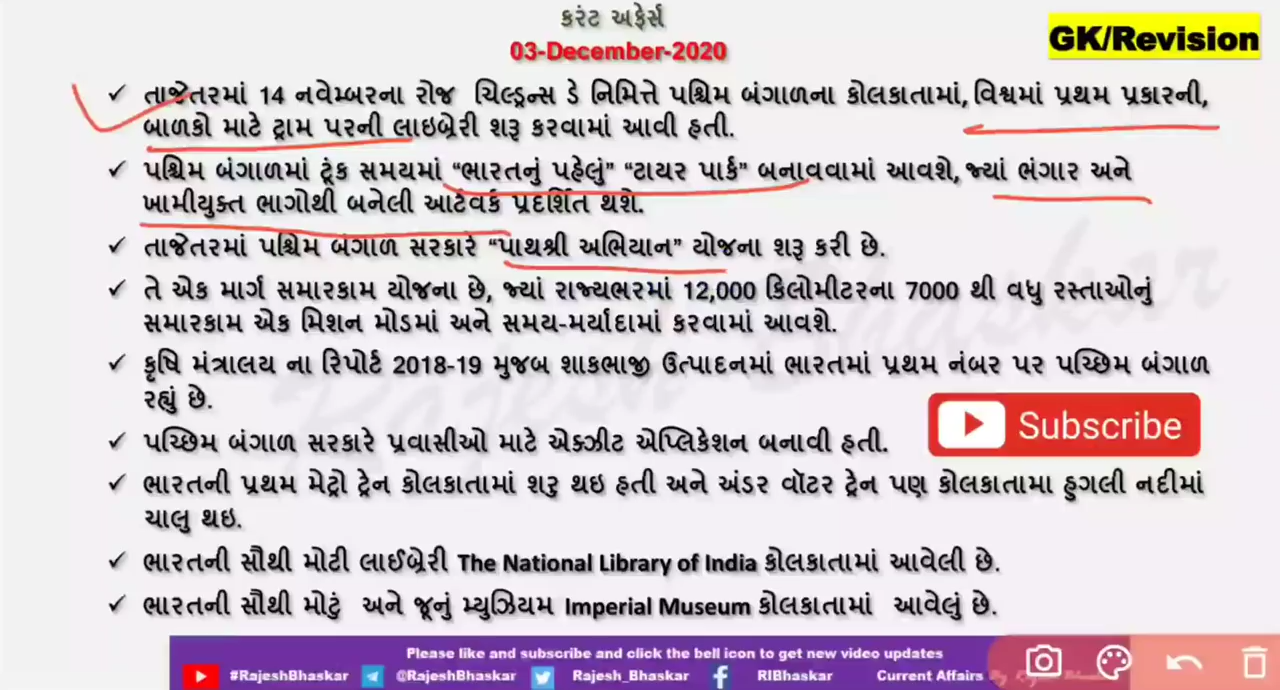 કરંટ અફેર્સ
03-December-2020
GK/Revision
✓ તાજેતરમાં 14 નવેમ્બરના રોજ ચિલ્ડ્રન્સ ડે નિમિત્તે પશ્ચિમ બંગાળના કોલકાતામાં, વિશ્વમાં પ્રથમ પ્રકારની,
બાળકો માટે ટ્રામ પરની લાઇબ્રેરી શરૂ કરવામાં આવી હતી.
✓ પશ્ચિમ બંગાળમાં ટૂંક સમયમાં “ભારતનું પહેલું” “ટાયર પાર્ક” બનાવવામાં આવશે, જ્યાં ભંગાર અને
ખામીયુક્ત ભાગોથી બનેલી આર્ટવર્ક પ્રદર્શિત થશે.
✓ તાજેતરમાં પશ્ચિમ બંગાળ સરકારે “પાથશ્રી અભિયાન” યોજના શરૂ કરી છે.
✓ તે એક માર્ગ સમારકામ યોજના છે, જ્યાં રાજ્યભરમાં 12,000 કિલોમીટરના 7000 થી વધુ રસ્તાઓનું
સમારકામ એક મિશન મોડમાં અને સમય-મર્યાદામાં કરવામાં આવશે.
✓ કૃષિ મંત્રાલય ના રિપોર્ટ 2018-19 મુજબ શાકભાજી ઉત્પાદનમાં ભારતમાં પ્રથમ નંબર પર પચ્છિમ બંગાળ
રહ્યું છે.
✓ પચ્છિમ બંગાળ સરકારે પ્રવાસીઓ માટે એક્ઝીટ એપ્લિકેશન બનાવી હતી.
Subscribe
✓ ભારતની પ્રથમ મેટ્રો ટ્રેન કોલકાતામાં શરુ થઇ હતી અને અંડર વૉટર ટ્રેન પણ કોલકાતામા હુગલી નદીમાં
ચાલુ થઇ.
✓ ભારતની સૌથી મોટી લાઈબ્રેરી The National Library of India કોલકાતામાં આવેલી છે.
✓ ભારતની સૌથી મોટું અને જૂનું મ્યુઝિયમ Imperial Museum કોલકાતામાં આવેલું છે.
Rajesh Bhaskar
Please like and subscribe and click the bell icon to get new video updates
#RajeshBhaskar @RajeshBhaskar Rajesh_Bhaskar RIBhaskar Current Affairs By